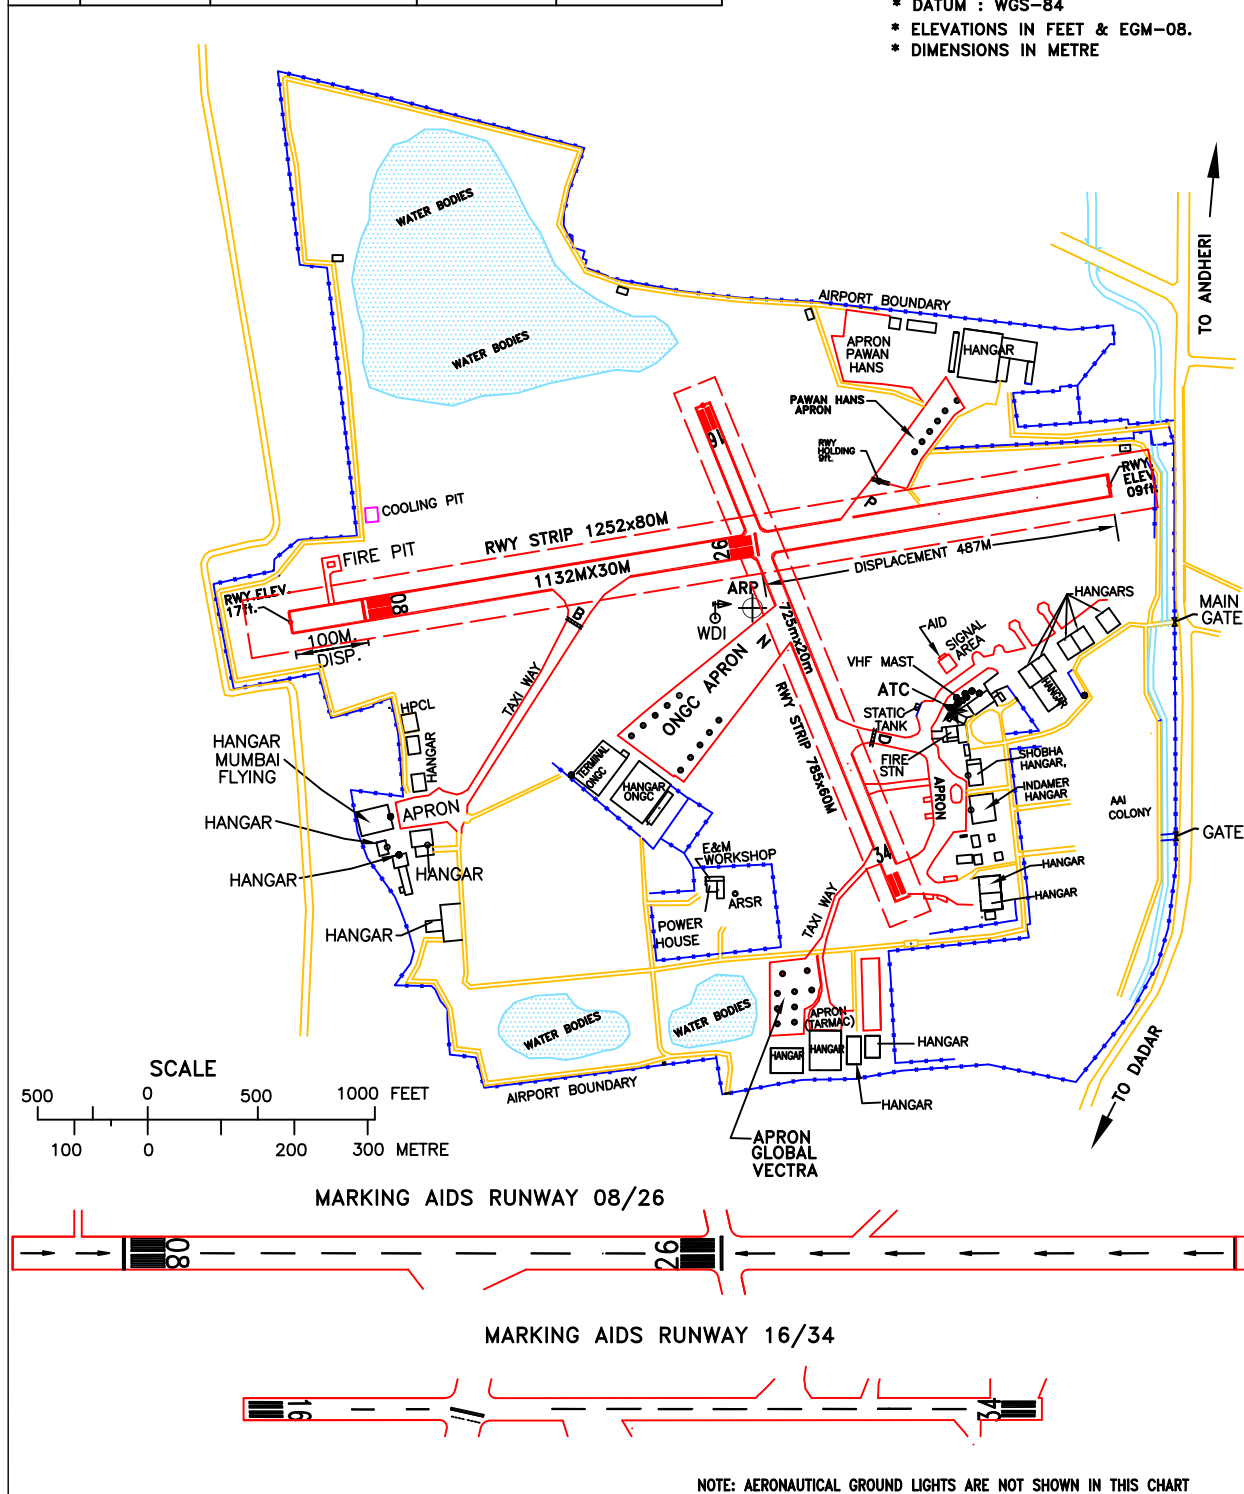 * DATUM : WGS-84
* ELEVATIONS IN FEET & EGM-08.
* DIMENSIONS IN METRE
TO ANDHERI
WATER BODIES
WATER BODIES
AIRPORT BOUNDARY
APRON
PAWAN
HANS
HANGAR
PAWAN HANS
APRON
RWY
HOLDING
9ft.
16
P
RWY
ELEV
09ft.
COOLING PIT
FIRE PIT
RWY STRIP 1252x80M
1132MX30M
26
DISPLACEMENT 487M
RWY ELEV.
17ft.
08
100M.
DISP.
B
ARP
WDI
N
725mx20m
HANGARS
MAIN
GATE
AID
SIGNAL
AREA
VHF MAST
ATC
STATIC
TANK
HANGAR
TAXI WAY
ONGC APRON
RWY STRIP 785x60M
D
FIRE
STN
HPCL
HANGAR
HANGAR
MUMBAI
FLYING
TERMINAL
ONGC
HANGAR
ONGC
SHOBHA
HANGAR,
INDAMER
HANGAR
APRON
AAI
COLONY
APRON
HANGAR
GATE
HANGAR
HANGAR
E&M
WORKSHOP
34
HANGAR
HANGAR
POWER
HOUSE
ARSR
TAXI WAY
HANGAR
WATER BODIES
WATER BODIES
APRON
(TARMAC)
HANGAR
HANGAR
HANGAR
HANGAR
AIRPORT BOUNDARY
TO DADAR
APRON
GLOBAL
VECTRA
SCALE
500 0 500 1000 FEET
100 0 200 300 METRE
MARKING AIDS RUNWAY 08/26
08 26
MARKING AIDS RUNWAY 16/34
16 34
NOTE: AERONAUTICAL GROUND LIGHTS ARE NOT SHOWN IN THIS CHART